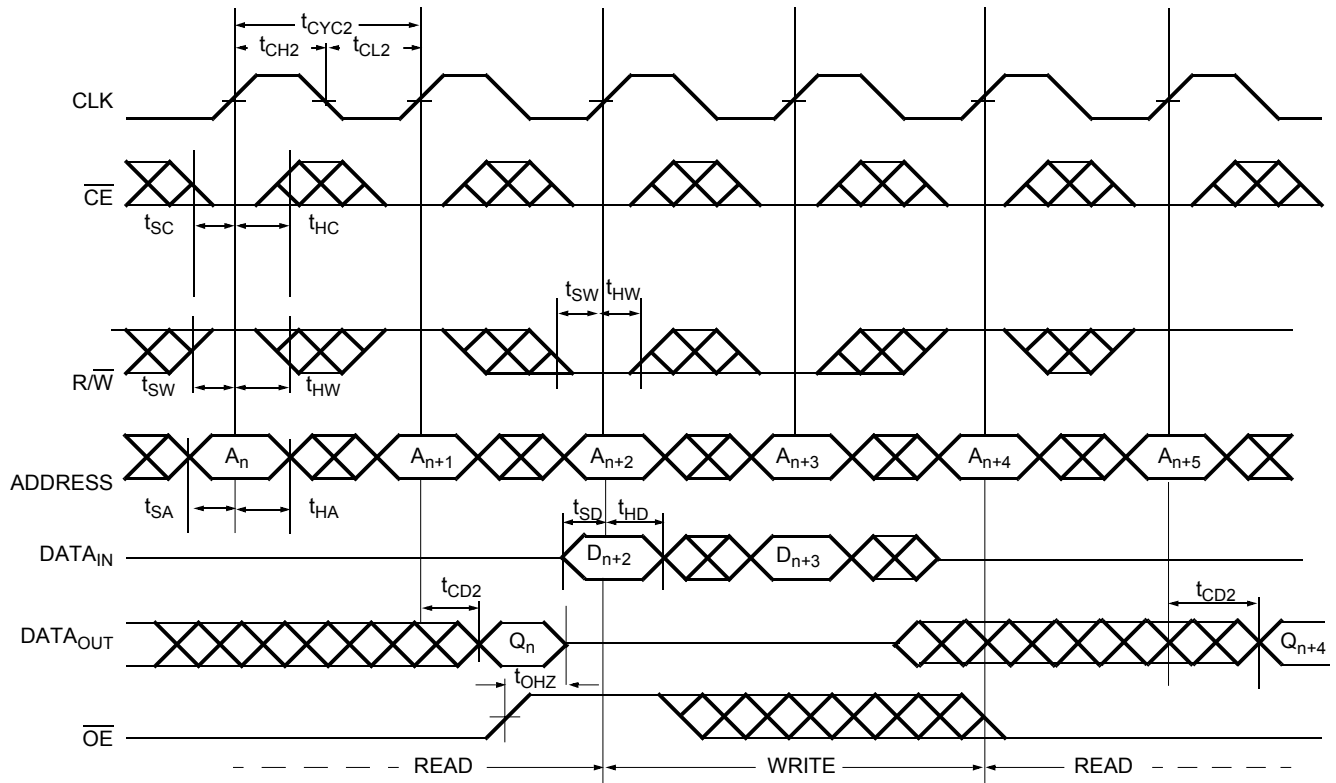 tCYC2
tCH2 tCL2
CLK
CE
tSC tHC
tSW tHW
R/W
tSW tHW
An An+1 An+2 An+3 An+4 An+5
ADDRESS
tSA tHA
tSD tHD
DATAIN
Dn+2 Dn+3
tCD2 tCD2
DATAOUT
Qn Qn+4
tOHZ
OE
READ WRITE READ